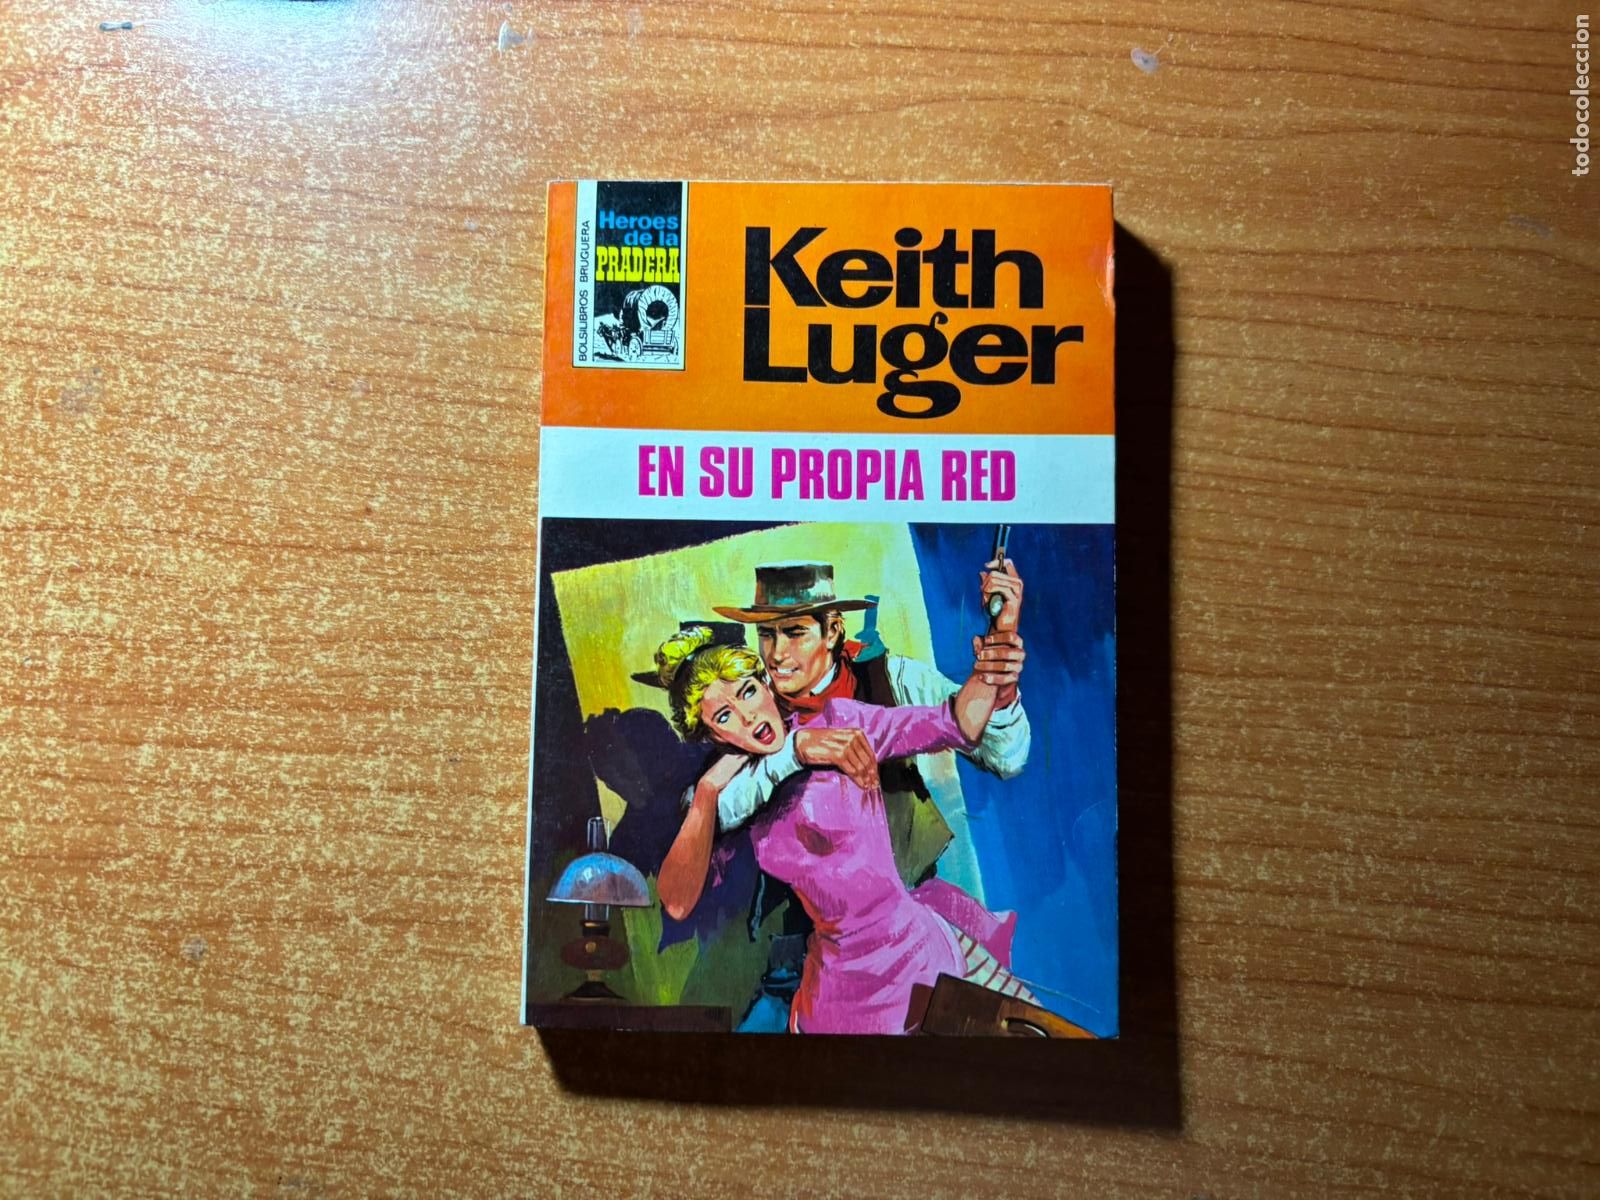 BOLSILIBROS BRUGUERA
Heroes
de la
PRADERA
Keith
Luger
EN SU PROPIA RED
todocoleccion